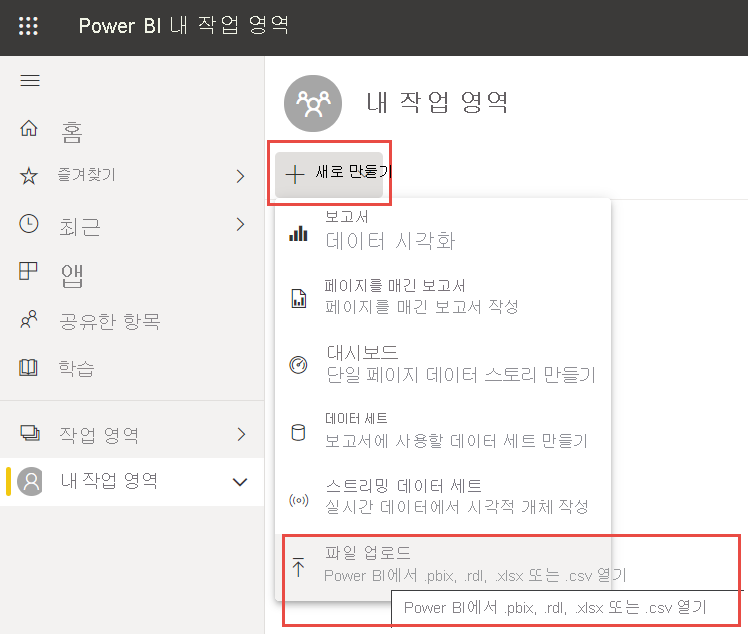 Power BI 내 작업 영역
홈
즐겨찾기
최근
앱
공유한 항목
학습
작업 영역
내 작업 영역
내 작업 영역
새로 만들기
보고서
데이터 시각화
페이지를 매긴 보고서
페이지를 매긴 보고서 작성
대시보드
단일 페이지 데이터 스토리 만들기
데이터 세트
보고서에 사용할 데이터 세트 만들기
스트리밍 데이터 세트
실시간 데이터에서 시각적 개체 작성
파일 업로드
Power BI에서 .pbix, .rdl, .xlsx 또는 .csv 열기
Power BI에서 .pbix, .rdl, .xlsx 또는 .csv 열기